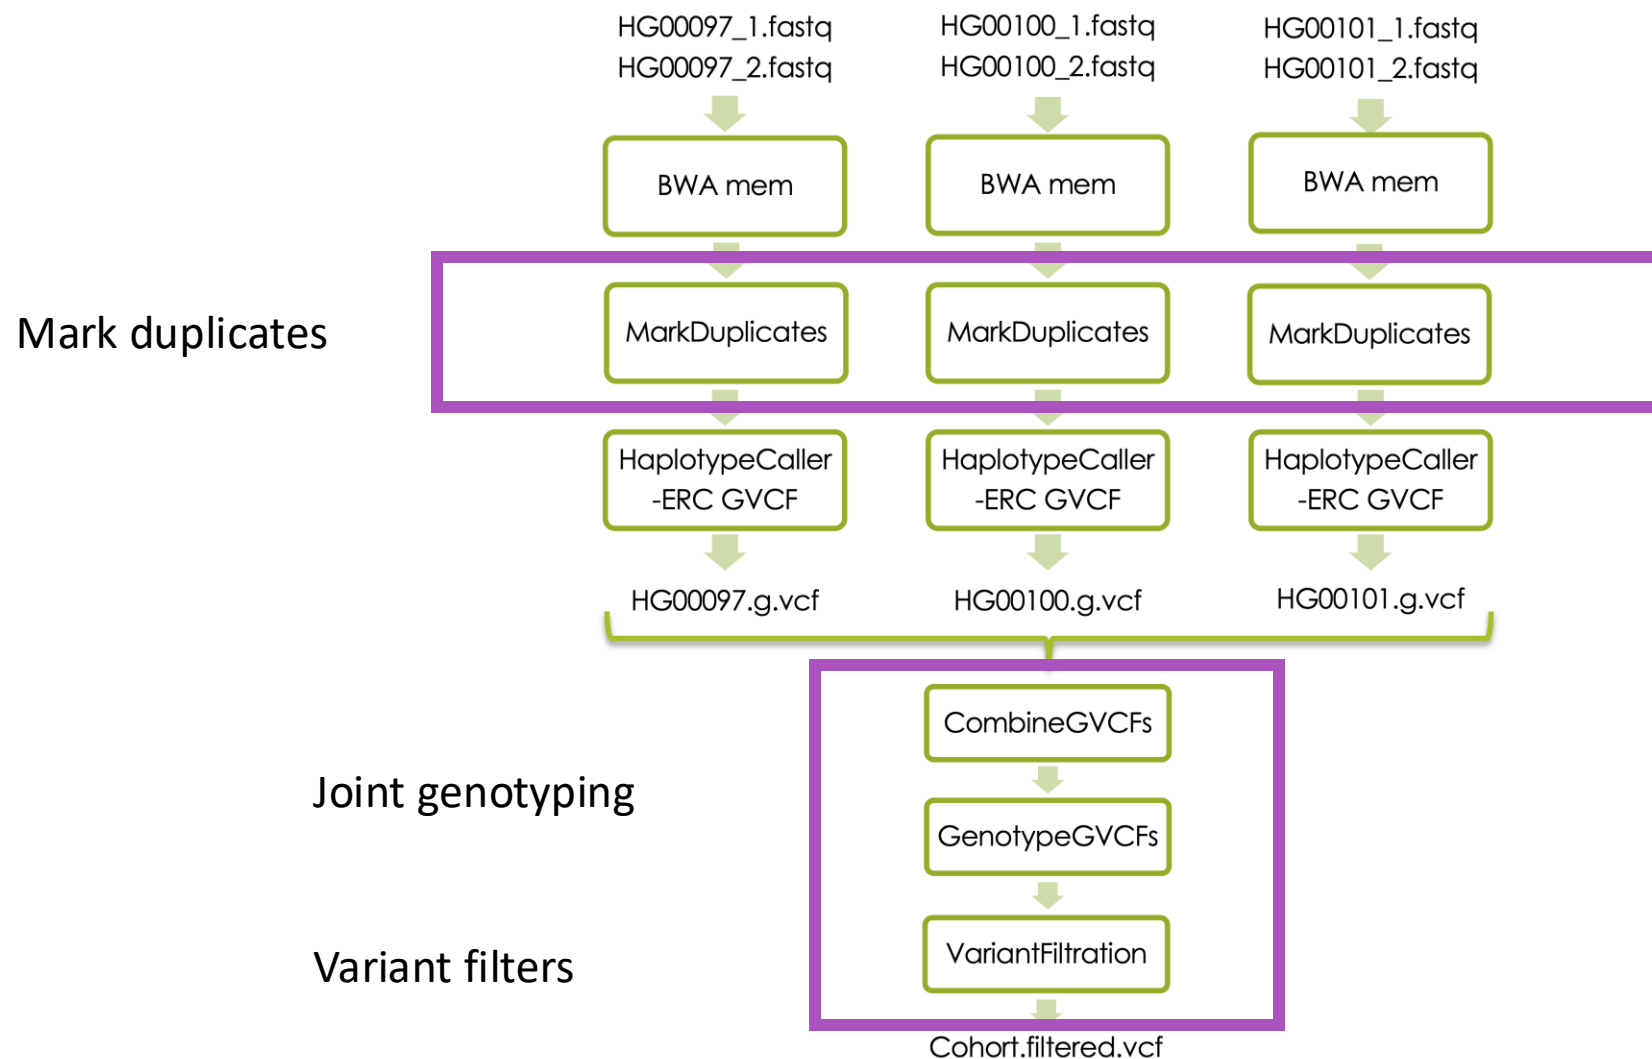 HG00097_1.fastq
HG00097_2.fastq
HG00100_1.fastq
HG00100_2.fastq
HG00101_1.fastq
HG00101_2.fastq
BWA mem
BWA mem
BWA mem
Mark duplicates
MarkDuplicates
MarkDuplicates
MarkDuplicates
HaplotypeCaller
-ERC GVCF
HaplotypeCaller
-ERC GVCF
HaplotypeCaller
-ERC GVCF
HG00097.g.vcf
HG00100.g.vcf
HG00101.g.vcf
CombineGVCFs
Joint genotyping
GenotypeGVCFs
Variant filters
VariantFiltration
Cohort.filtered.vcf